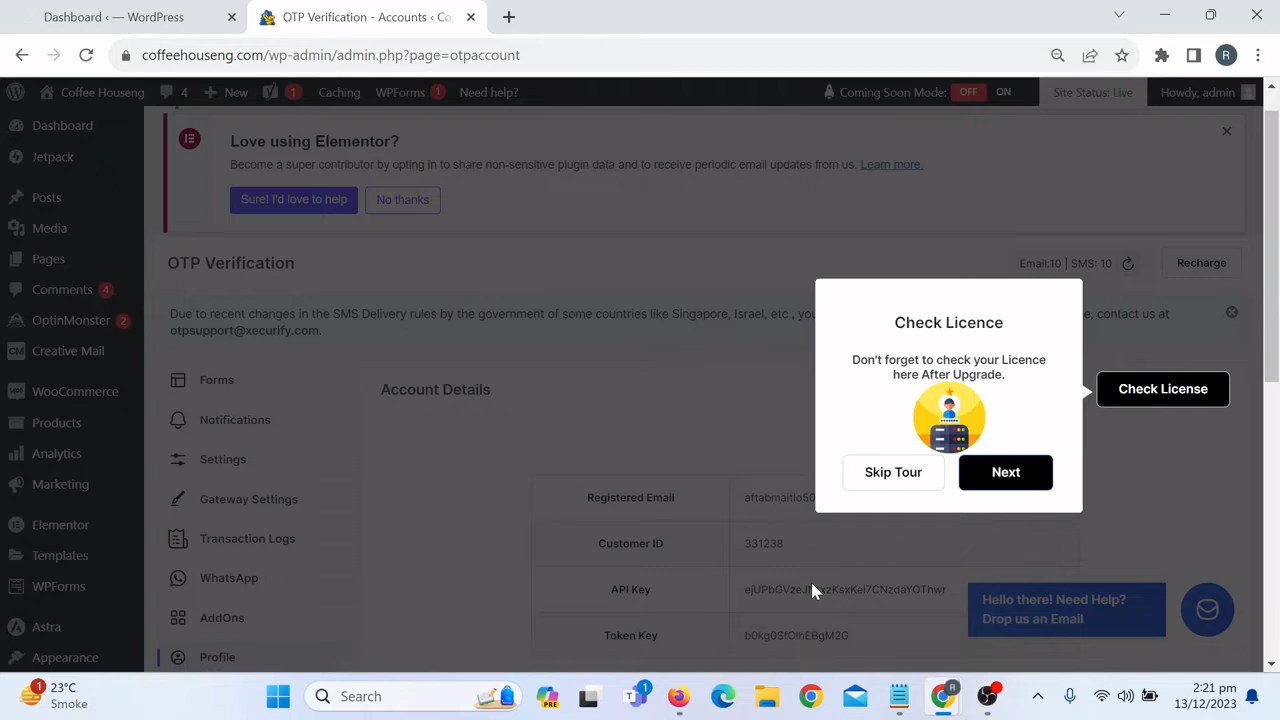 Dashboard ‹ — WordPress
OTP Verification - Accounts ‹ Cof
coffeehouseng.com/wp-admin/admin.php?page=otpaccount
R
Coffee Houseng
4
New
1
Caching
WPForms
1
Need help?
Coming Soon Mode:
OFF
ON
Site Status: Live
Howdy, admin
Dashboard
Jetpack
Posts
Media
Pages
Comments 4
OptinMonster 2
Creative Mail
WooCommerce
Products
Analytics
Marketing
Elementor
Templates
WPForms
Astra
Appearance
Love using Elementor?
Become a super contributor by opting in to share non-sensitive plugin data and to receive periodic email updates from us. Learn more.
Sure! I'd love to help
No thanks
OTP Verification
Email:10 | SMS: 10
Recharge
Due to recent changes in the SMS Delivery rules by the government of some countries like Singapore, Israel, etc , you
e, contact us at
otpsupport@xecurify.com.
Forms
Notifications
Settings
Gateway Settings
Transaction Logs
WhatsApp
AddOns
Profile
Account Details
Check Licence
Don't forget to check your Licence
here After Upgrade.
Skip Tour
Next
Check License
Registered Email
Customer ID
331238
API Key
Token Key
Hello there! Need Help?
Drop us an Email
1
23°C
Smoke
Search
PRE
1
R
2:21 pm
13/12/2023